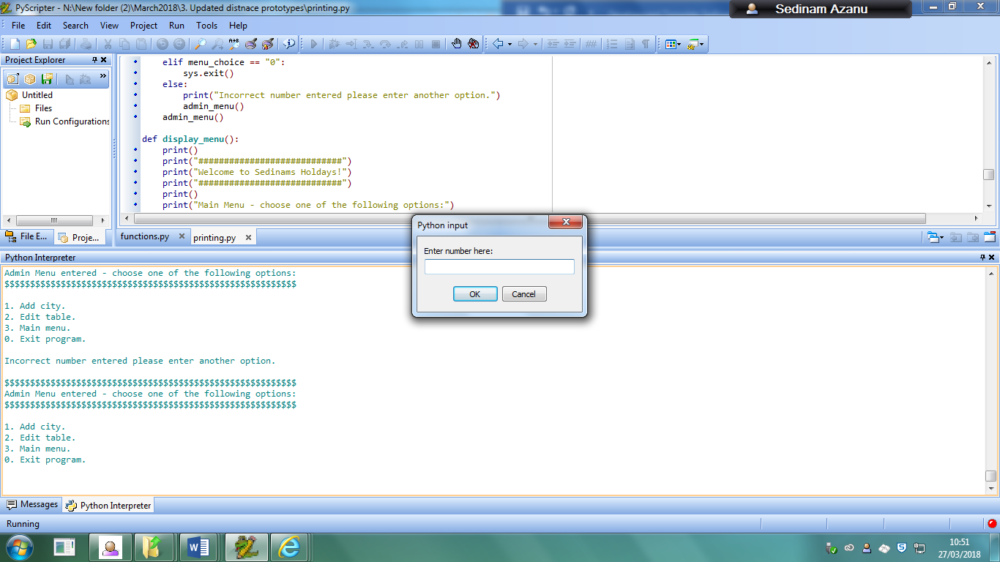 PyScripter - N:\New folder (2)\March2018\3. Updated distnace prototypes\printing.py
Sedinam Azanu
File Edit Search View Project Run Tools Help
Project Explorer
Untitled
Files
Run Configurations
File E...
Proje...
elif menu_choice == "0":
sys.exit()
else:
print("Incorrect number entered please enter another option.")
admin_menu()
admin_menu()
def display_menu():
print()
print("############################")
print("Welcome to Sedinams Holdays!")
print("############################")
print()
print("Main Menu - choose one of the following options:")
functions.py
printing.py
Python input
Enter number here:
OK Cancel
Python Interpreter
Admin Menu entered - choose one of the following options:
$$$$$$$$$$$$$$$$$$$$$$$$$$$$$$$$$$$$$$$$$$$$$$$$$$$$$$$$$
1. Add city.
2. Edit table.
3. Main menu.
0. Exit program.
Incorrect number entered please enter another option.
$$$$$$$$$$$$$$$$$$$$$$$$$$$$$$$$$$$$$$$$$$$$$$$$$$$$$$$$$
Admin Menu entered - choose one of the following options:
$$$$$$$$$$$$$$$$$$$$$$$$$$$$$$$$$$$$$$$$$$$$$$$$$$$$$$$$$
1. Add city.
2. Edit table.
3. Main menu.
0. Exit program.
Messages
Python Interpreter
Running
10:51
27/03/2018